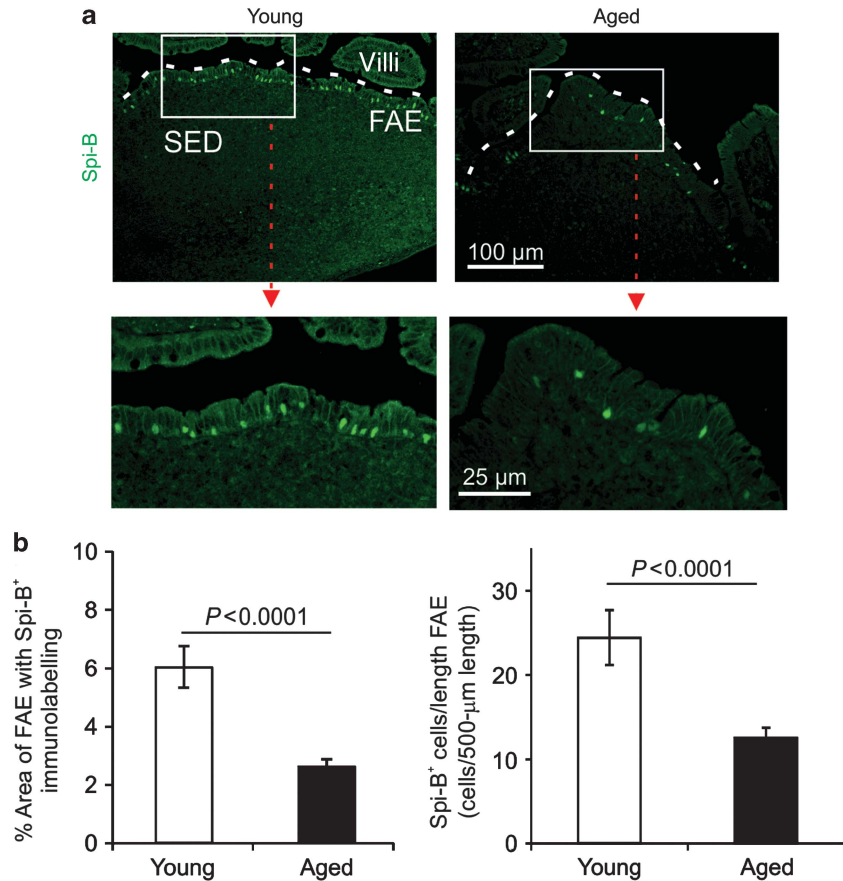 a
Young
Aged
Spi-B
Villi
FAE
SED
100 µm
25 µm
b
% Area of FAE with Spi-B⁺
immunolabelling
10
8
6
4
2
0
P<0.0001
Young
Aged
Spi-B⁺ cells/length FAE
(cells/500-µm length)
30
20
10
0
P<0.0001
Young
Aged